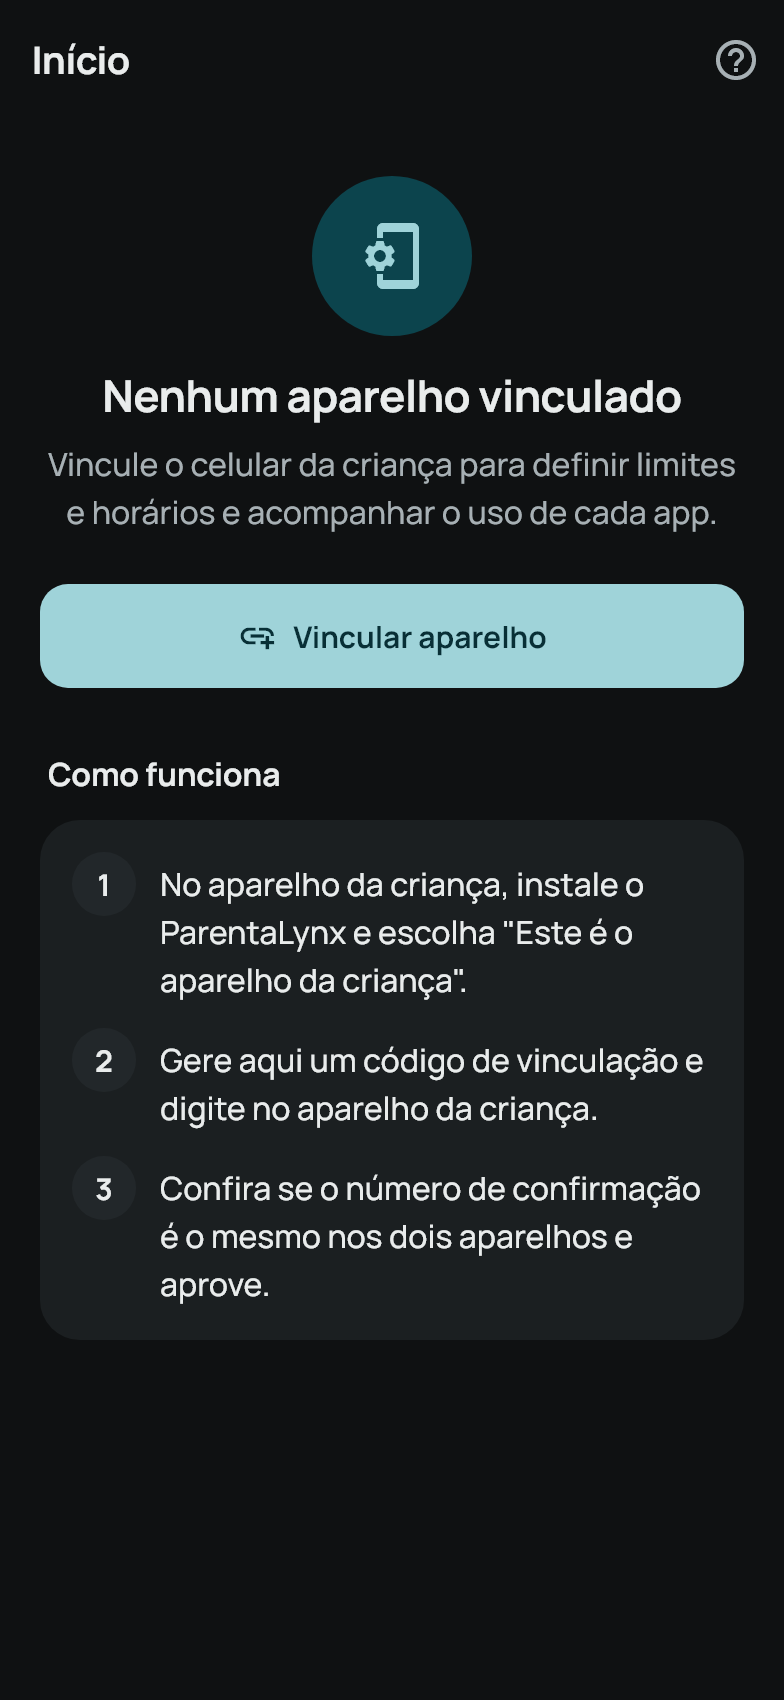 Início
Nenhum aparelho vinculado
Vincule o celular da criança para definir limites
e horários e acompanhar o uso de cada app.
Vincular aparelho
Como funciona
1 No aparelho da criança, instale o
ParentaLynx e escolha "Este é o
aparelho da criança".
2 Gere aqui um código de vinculação e
digite no aparelho da criança.
3 Confira se o número de confirmação
é o mesmo nos dois aparelhos e
aprove.